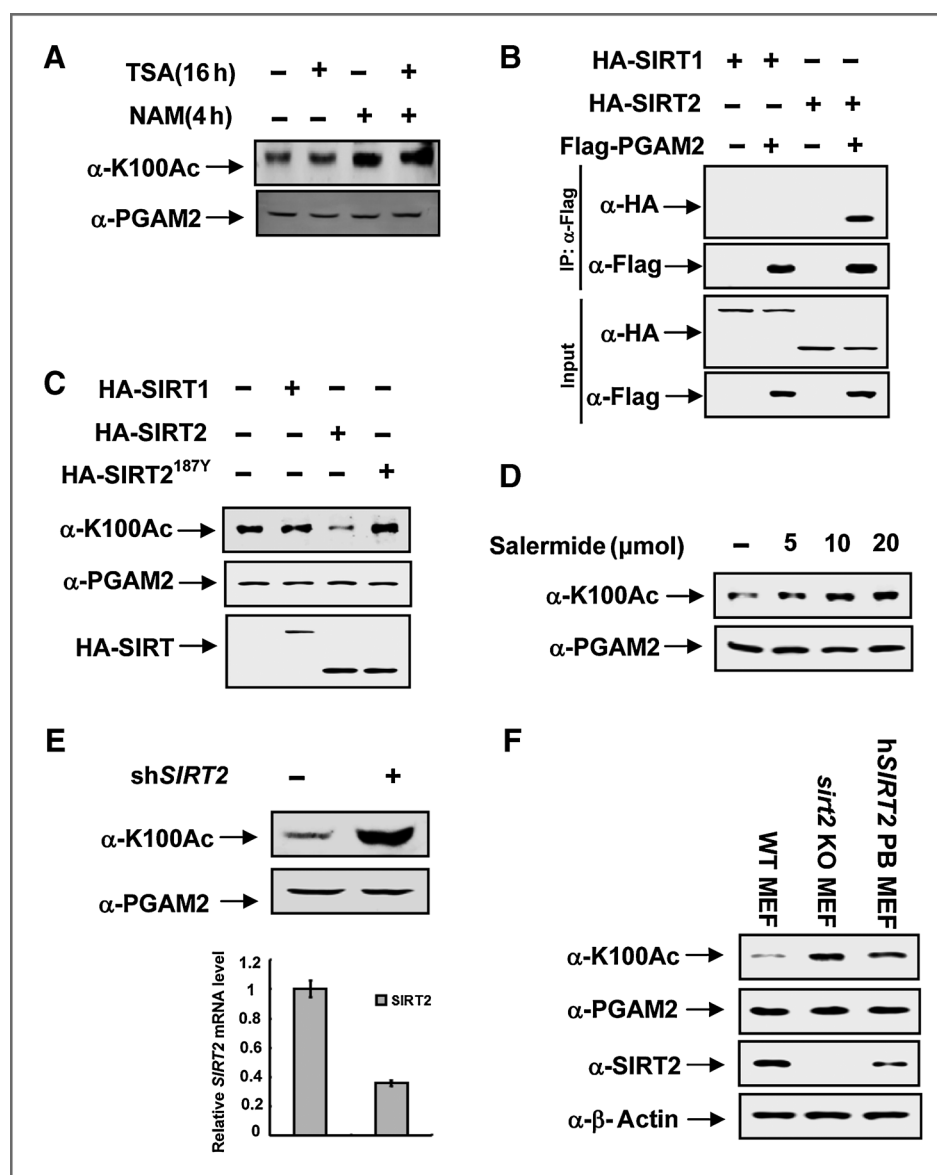 A
TSA(16 h) – + – +
NAM(4 h) – – + +
α-K100Ac
α-PGAM2
B
HA-SIRT1 + + – –
HA-SIRT2 – – + +
Flag-PGAM2 – + – +
IP: α-Flag
α-HA
α-Flag
Input
α-HA
α-Flag
C
HA-SIRT1 – + – –
HA-SIRT2 – – + –
HA-SIRT2187Y – – – +
α-K100Ac
α-PGAM2
HA-SIRT
D
Salermide (µmol) – 5 10 20
α-K100Ac
α-PGAM2
E
shSIRT2 – +
α-K100Ac
α-PGAM2
Relative SIRT2 mRNA level
1.2
1
0.8
0.6
0.4
0.2
0
SIRT2
F
WT MEF
sirt2 KO MEF
hSIRT2 PB MEF
α-K100Ac
α-PGAM2
α-SIRT2
α-β-Actin